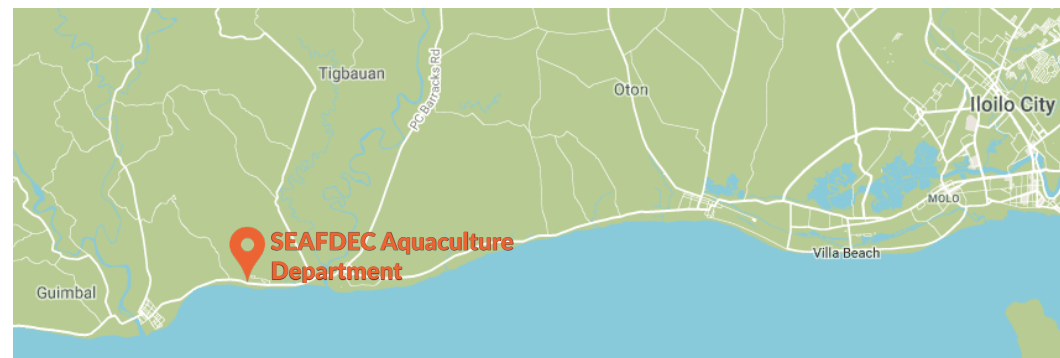 Tigbauan
PC Barracks Rd
Oton
Iloilo City
MOLO
SEAFDEC Aquaculture
Department
Villa Beach
Guimbal